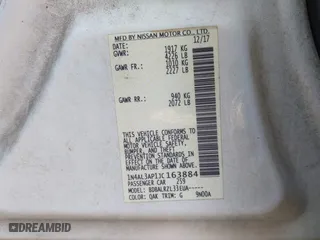 MFD BY NISSAN MOTOR CO., LTD.
DATE: 12/17
GVWR: 1917 KG
4226 LB
GAWR FR.: 1010 KG
2227 LB
GAWR RR: 940 KG
2072 LB
THIS VEHICLE CONFORMS TO ALL
APPLICABLE FEDERAL MOTOR
VEHICLE SAFETY,
BUMPER, AND THEFT
PREVENTION STANDARDS IN
EFFECT ON THE DATE OF
MANUFACTURE SHOWN ABOVE.
1N4AL3AP1JC163884
PASSENGER CAR 219
MODEL:
COLOR: QAK TRIM: G